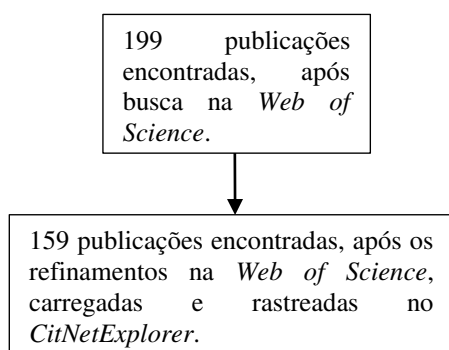 199 publicações
encontradas, após
busca na Web of
Science.
159 publicações encontradas, após os
refinamentos na Web of Science,
carregadas e rastreadas no
CitNetExplorer.